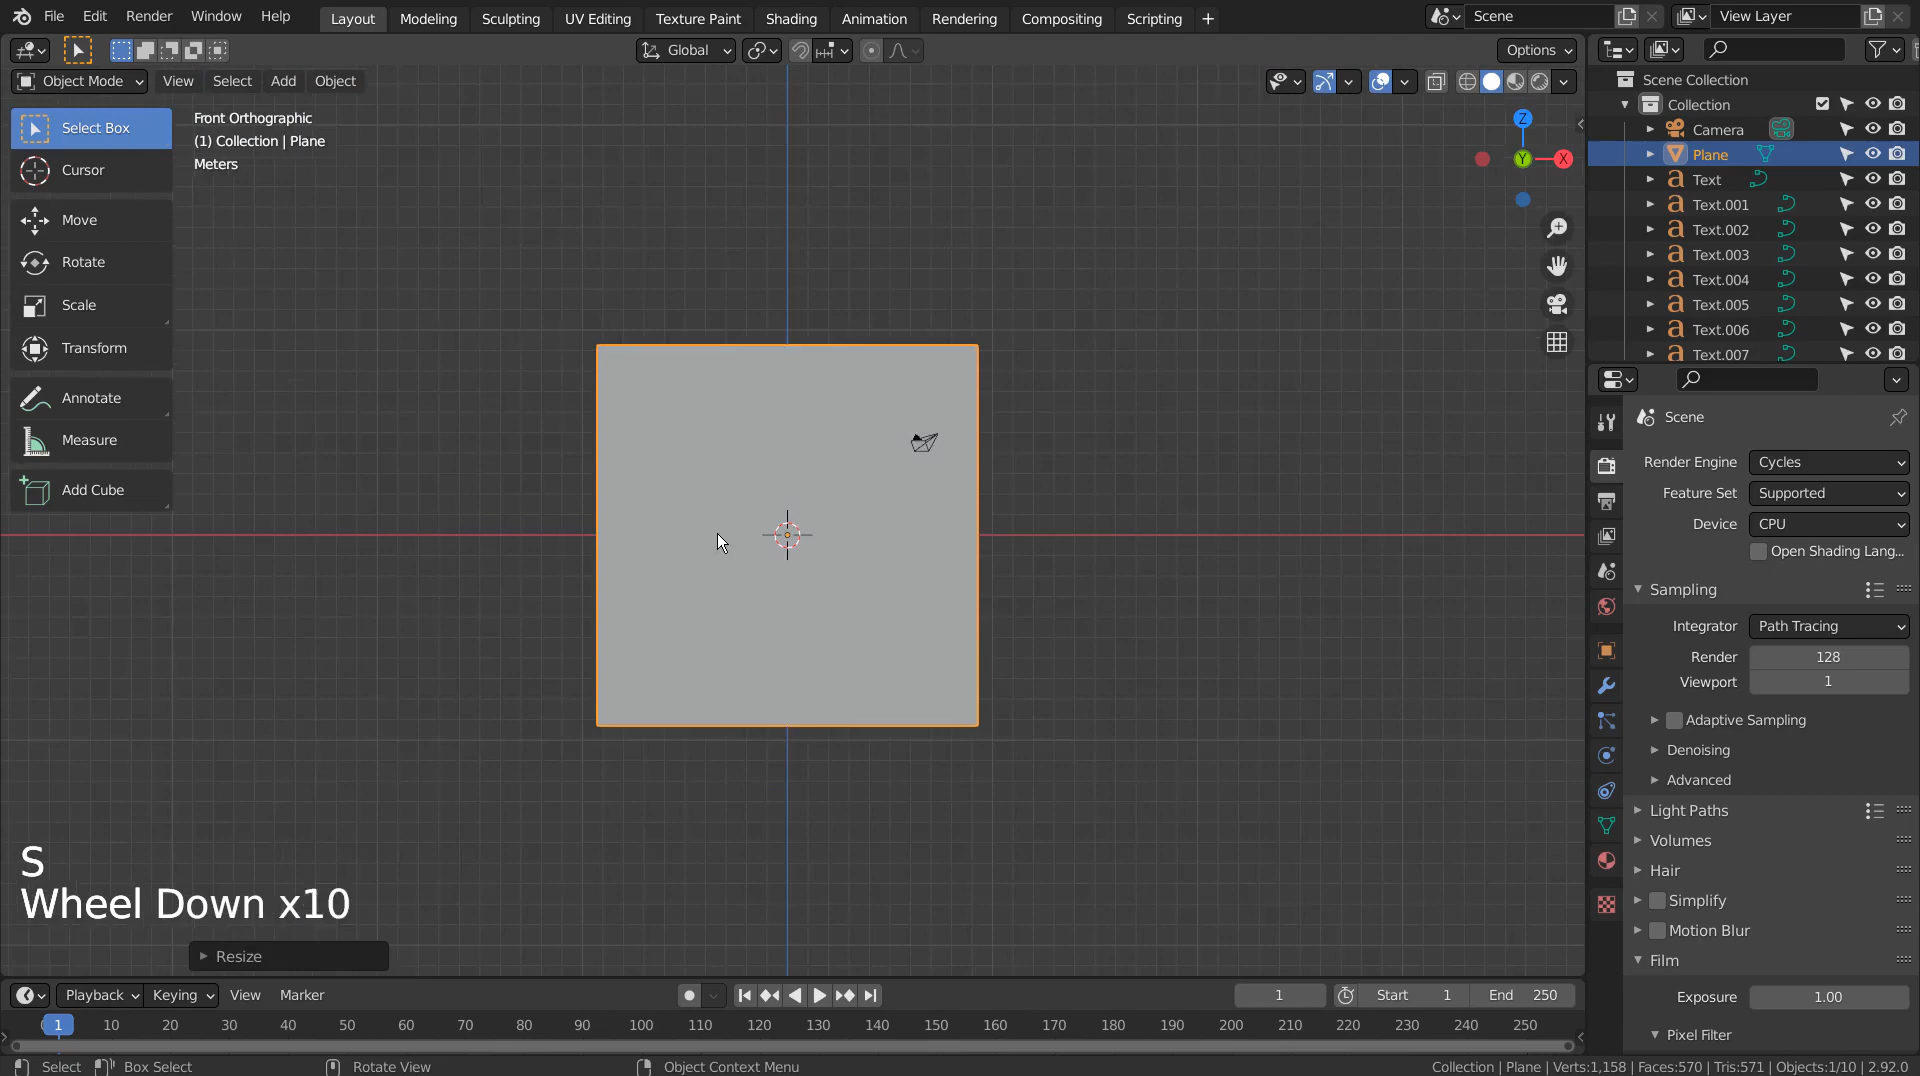 File Edit Render Window Help Layout Modeling Sculpting UV Editing Texture Paint Shading Animation Rendering Compositing Scripting + Scene View Layer
Global Options
Object Mode View Select Add Object
Select Box
Cursor
Move
Rotate
Scale
Transform
Annotate
Measure
Add Cube
Front Orthographic
(1) Collection | Plane
Meters
Z
Y
X
S
Wheel Down x10
Resize
Scene Collection
Collection
Camera
Plane
Text
Text.001
Text.002
Text.003
Text.004
Text.005
Text.006
Text.007
Scene
Render Engine Cycles
Feature Set Supported
Device CPU
Open Shading Lang...
Sampling
Integrator Path Tracing
Render 128
Viewport 1
Adaptive Sampling
Denoising
Advanced
Light Paths
Volumes
Hair
Simplify
Motion Blur
Film
Exposure 1.00
Pixel Filter
Playback Keying View Marker 1 Start 1 End 250
1 10 20 30 40 50 60 70 80 90 100 110 120 130 140 150 160 170 180 190 200 210 220 230 240 250
Select Box Select Rotate View Object Context Menu Collection | Plane | Verts:1,158 | Faces:570 | Tris:571 | Objects:1/10 | 2.92.0